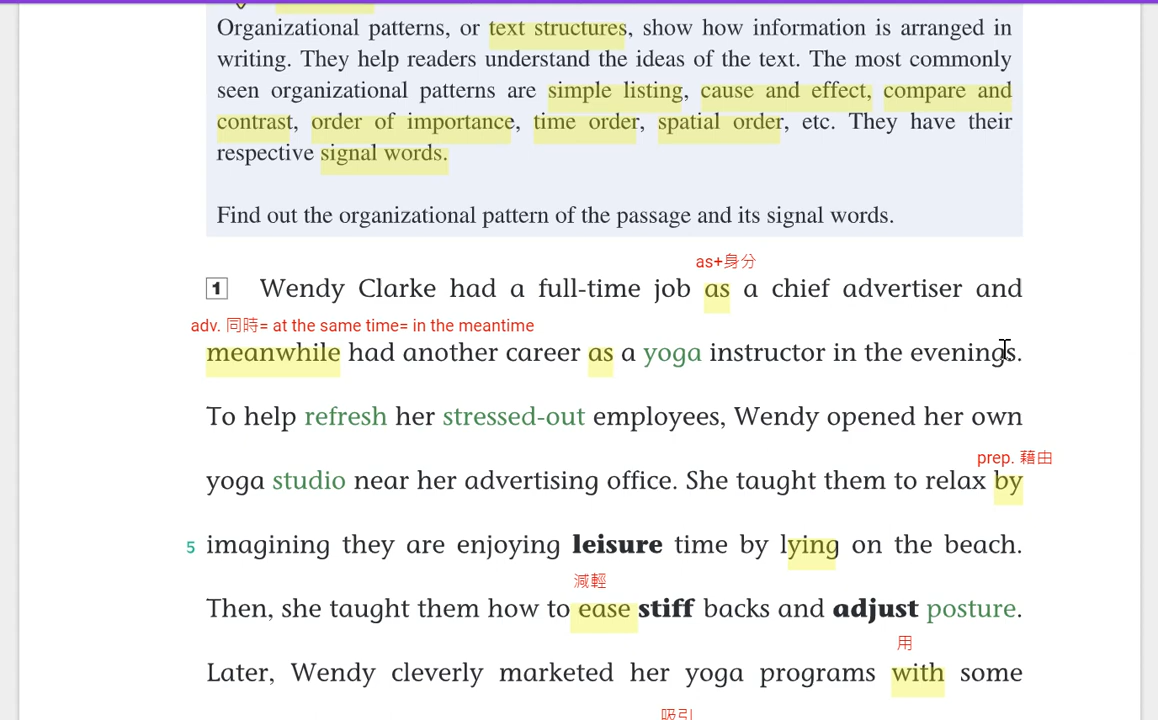 Organizational patterns, or text structures, show how information is arranged in
writing. They help readers understand the ideas of the text. The most commonly
seen organizational patterns are simple listing, cause and effect, compare and
contrast, order of importance, time order, spatial order, etc. They have their
respective signal words.
Find out the organizational pattern of the passage and its signal words.
as+身分
1 Wendy Clarke had a full-time job as a chief advertiser and
adv. 同時= at the same time= in the meantime
meanwhile had another career as a yoga instructor in the evenings.
To help refresh her stressed-out employees, Wendy opened her own
prep. 藉由
yoga studio near her advertising office. She taught them to relax by
5 imagining they are enjoying leisure time by lying on the beach.
減輕
Then, she taught them how to ease stiff backs and adjust posture.
用
Later, Wendy cleverly marketed her yoga programs with some
吸引